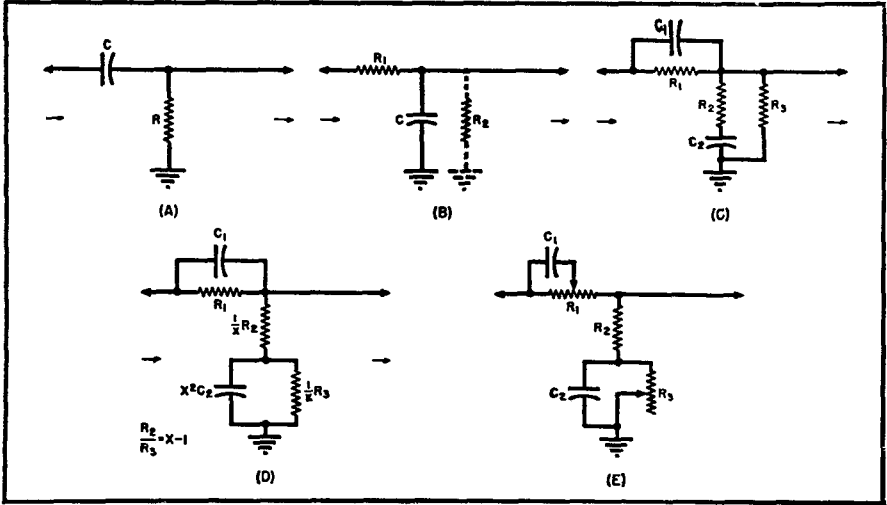 C
R
(A)
R₁
C
R₂
(B)
C₁
R₁
R₂
R₃
C₂
(C)
C₁
R₁
1/X R₂
X²C₂
1/X R₃
R₂/R₃=X-1
(D)
C₁
R₁
R₂
C₂
R₃
(E)